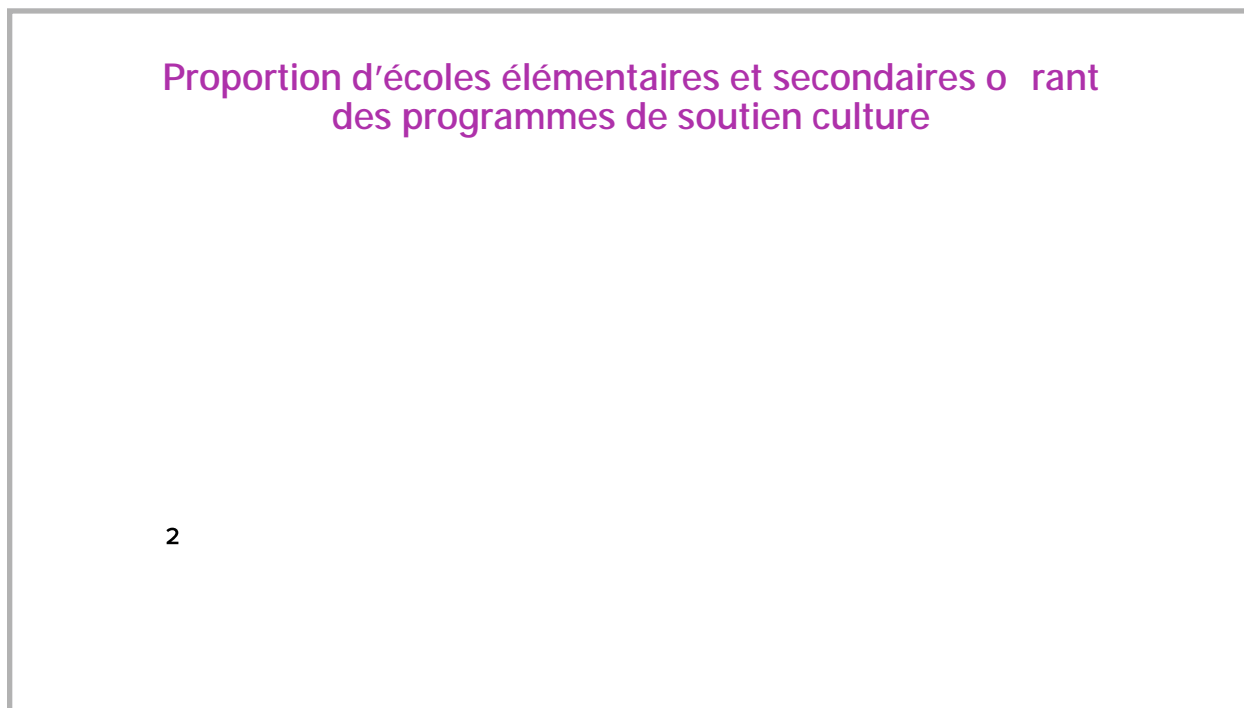 Proportion d'écoles élémentaires et secondaires o rant
des programmes de soutien culture
2